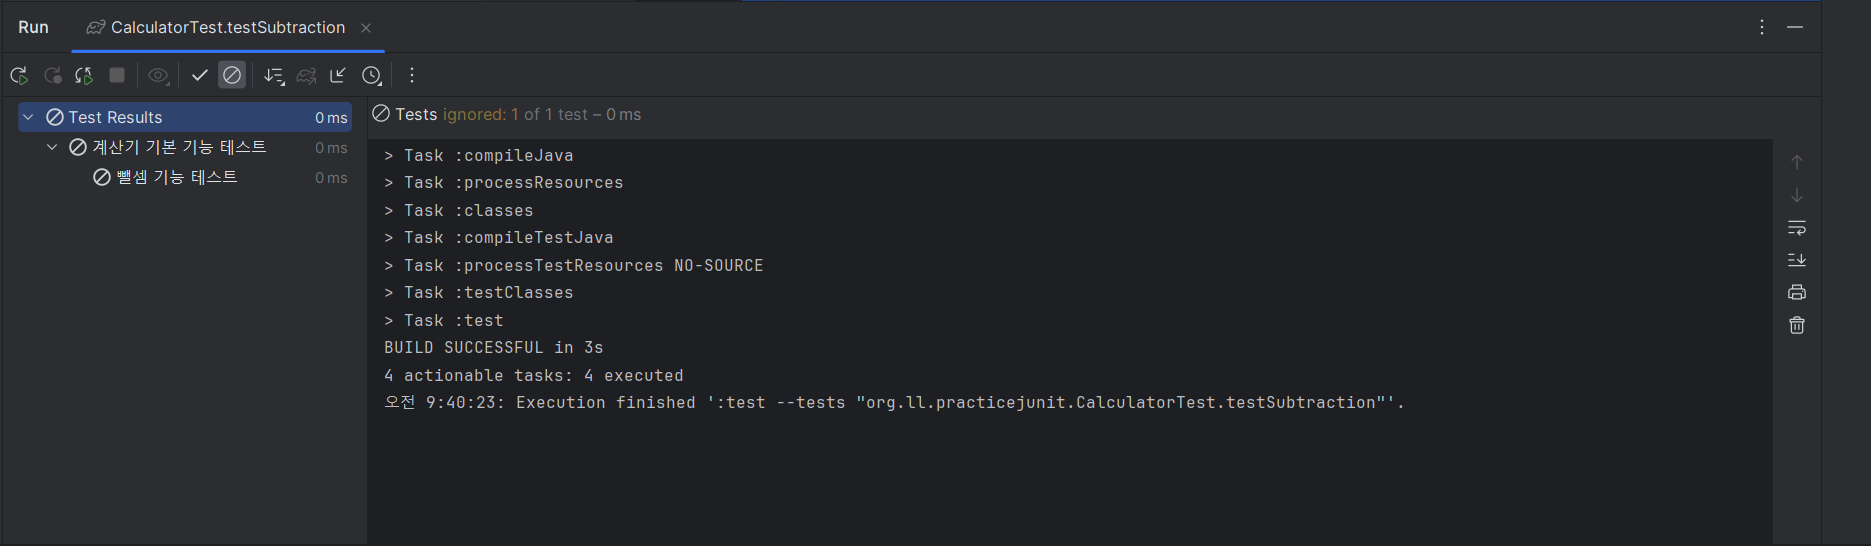 Run CalculatorTest.testSubtraction
Test Results 0 ms
계산기 기본 기능 테스트 0 ms
뺄셈 기능 테스트 0 ms
Tests ignored: 1 of 1 test – 0 ms
> Task :compileJava
> Task :processResources
> Task :classes
> Task :compileTestJava
> Task :processTestResources NO-SOURCE
> Task :testClasses
> Task :test
BUILD SUCCESSFUL in 3s
4 actionable tasks: 4 executed
오전 9:40:23: Execution finished ':test --tests "org.ll.practicejunit.CalculatorTest.testSubtraction"'.